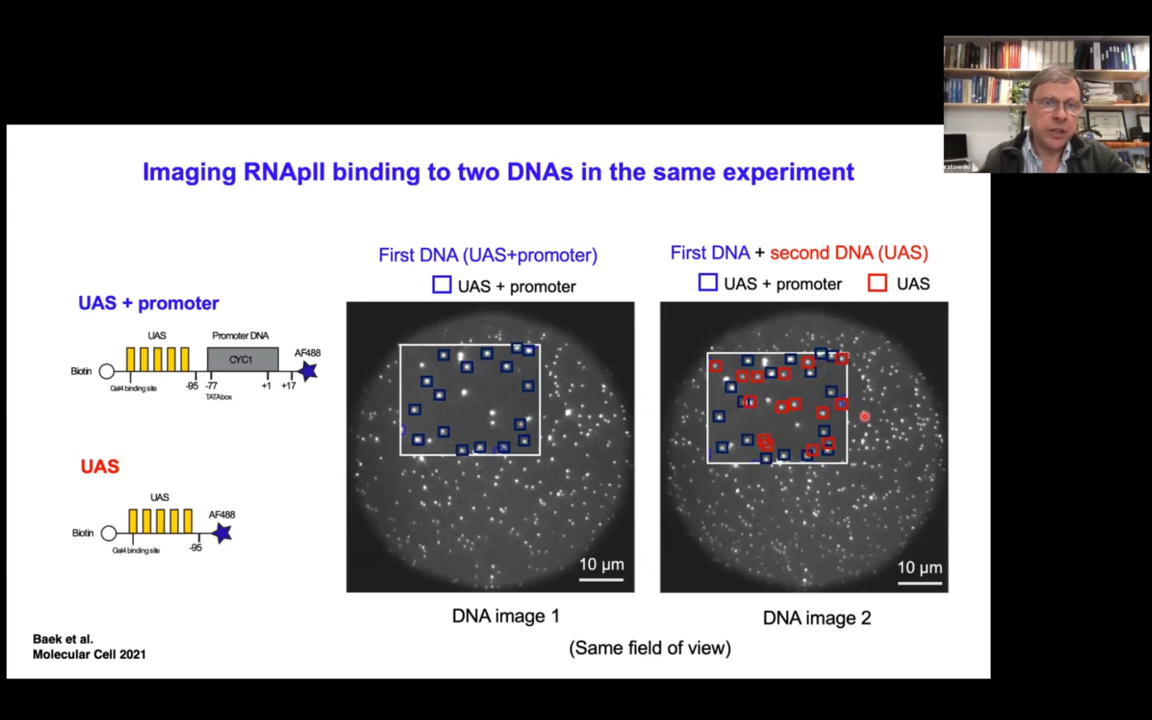 Imaging RNApII binding to two DNAs in the same experiment
First DNA (UAS+promoter)
UAS + promoter
First DNA + second DNA (UAS)
UAS + promoter UAS
UAS + promoter
UAS
Promoter DNA
CYC1
AF488
Biotin
Gal4 binding site
-95 -77 +1 +17
TATAbox
UAS
UAS
AF488
Biotin
Gal4 binding site
-95
10 µm
10 µm
DNA image 1
DNA image 2
(Same field of view)
Baek et al.
Molecular Cell 2021
ratowski